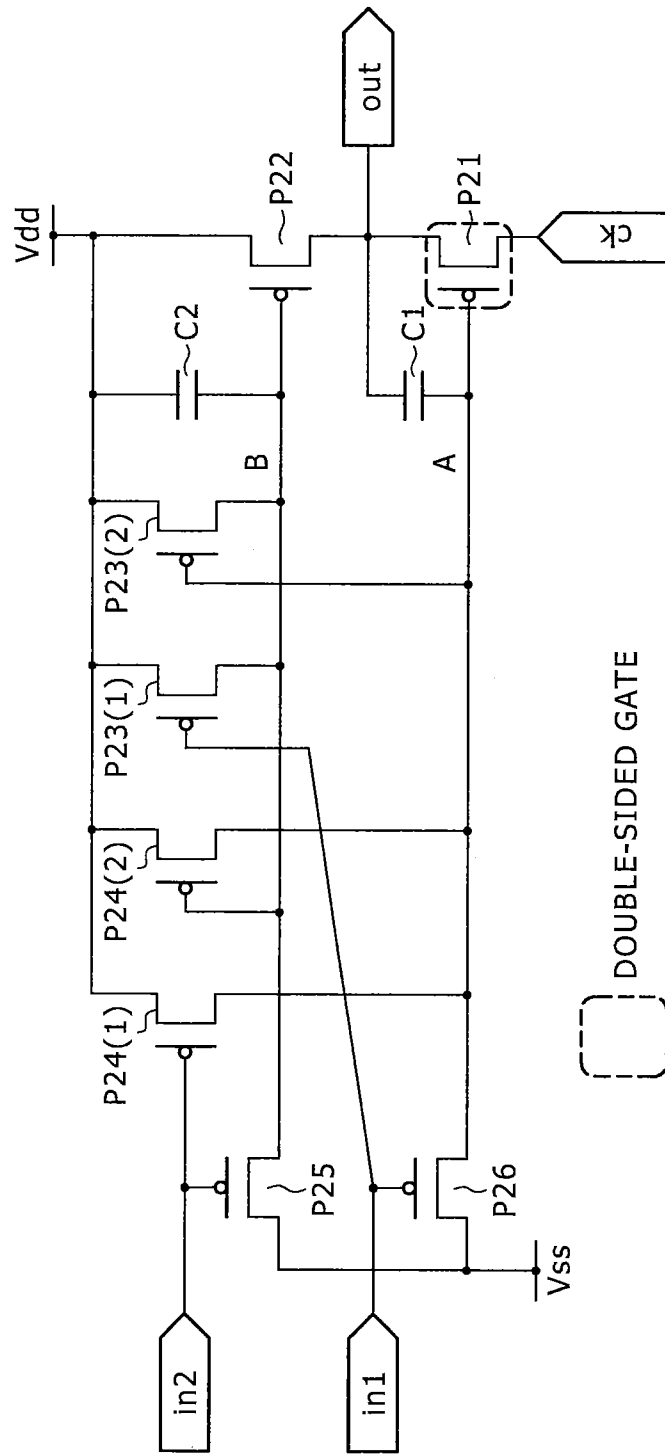 Vdd
P24(1)
P24(2)
P23(1)
P23(2)
C2
P22
in2
P25
B
out
in1
P26
A
C1
P21
Vss
ck
DOUBLE-SIDED GATE